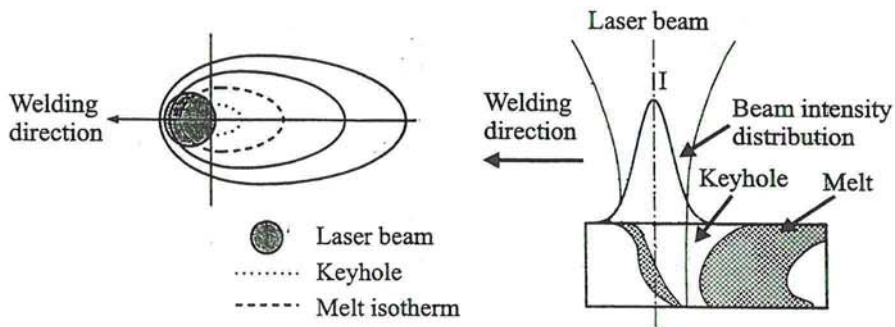 Welding
direction
Laser beam
Keyhole
Melt isotherm
Laser beam
I
Welding
direction
Beam intensity
distribution
Keyhole
Melt